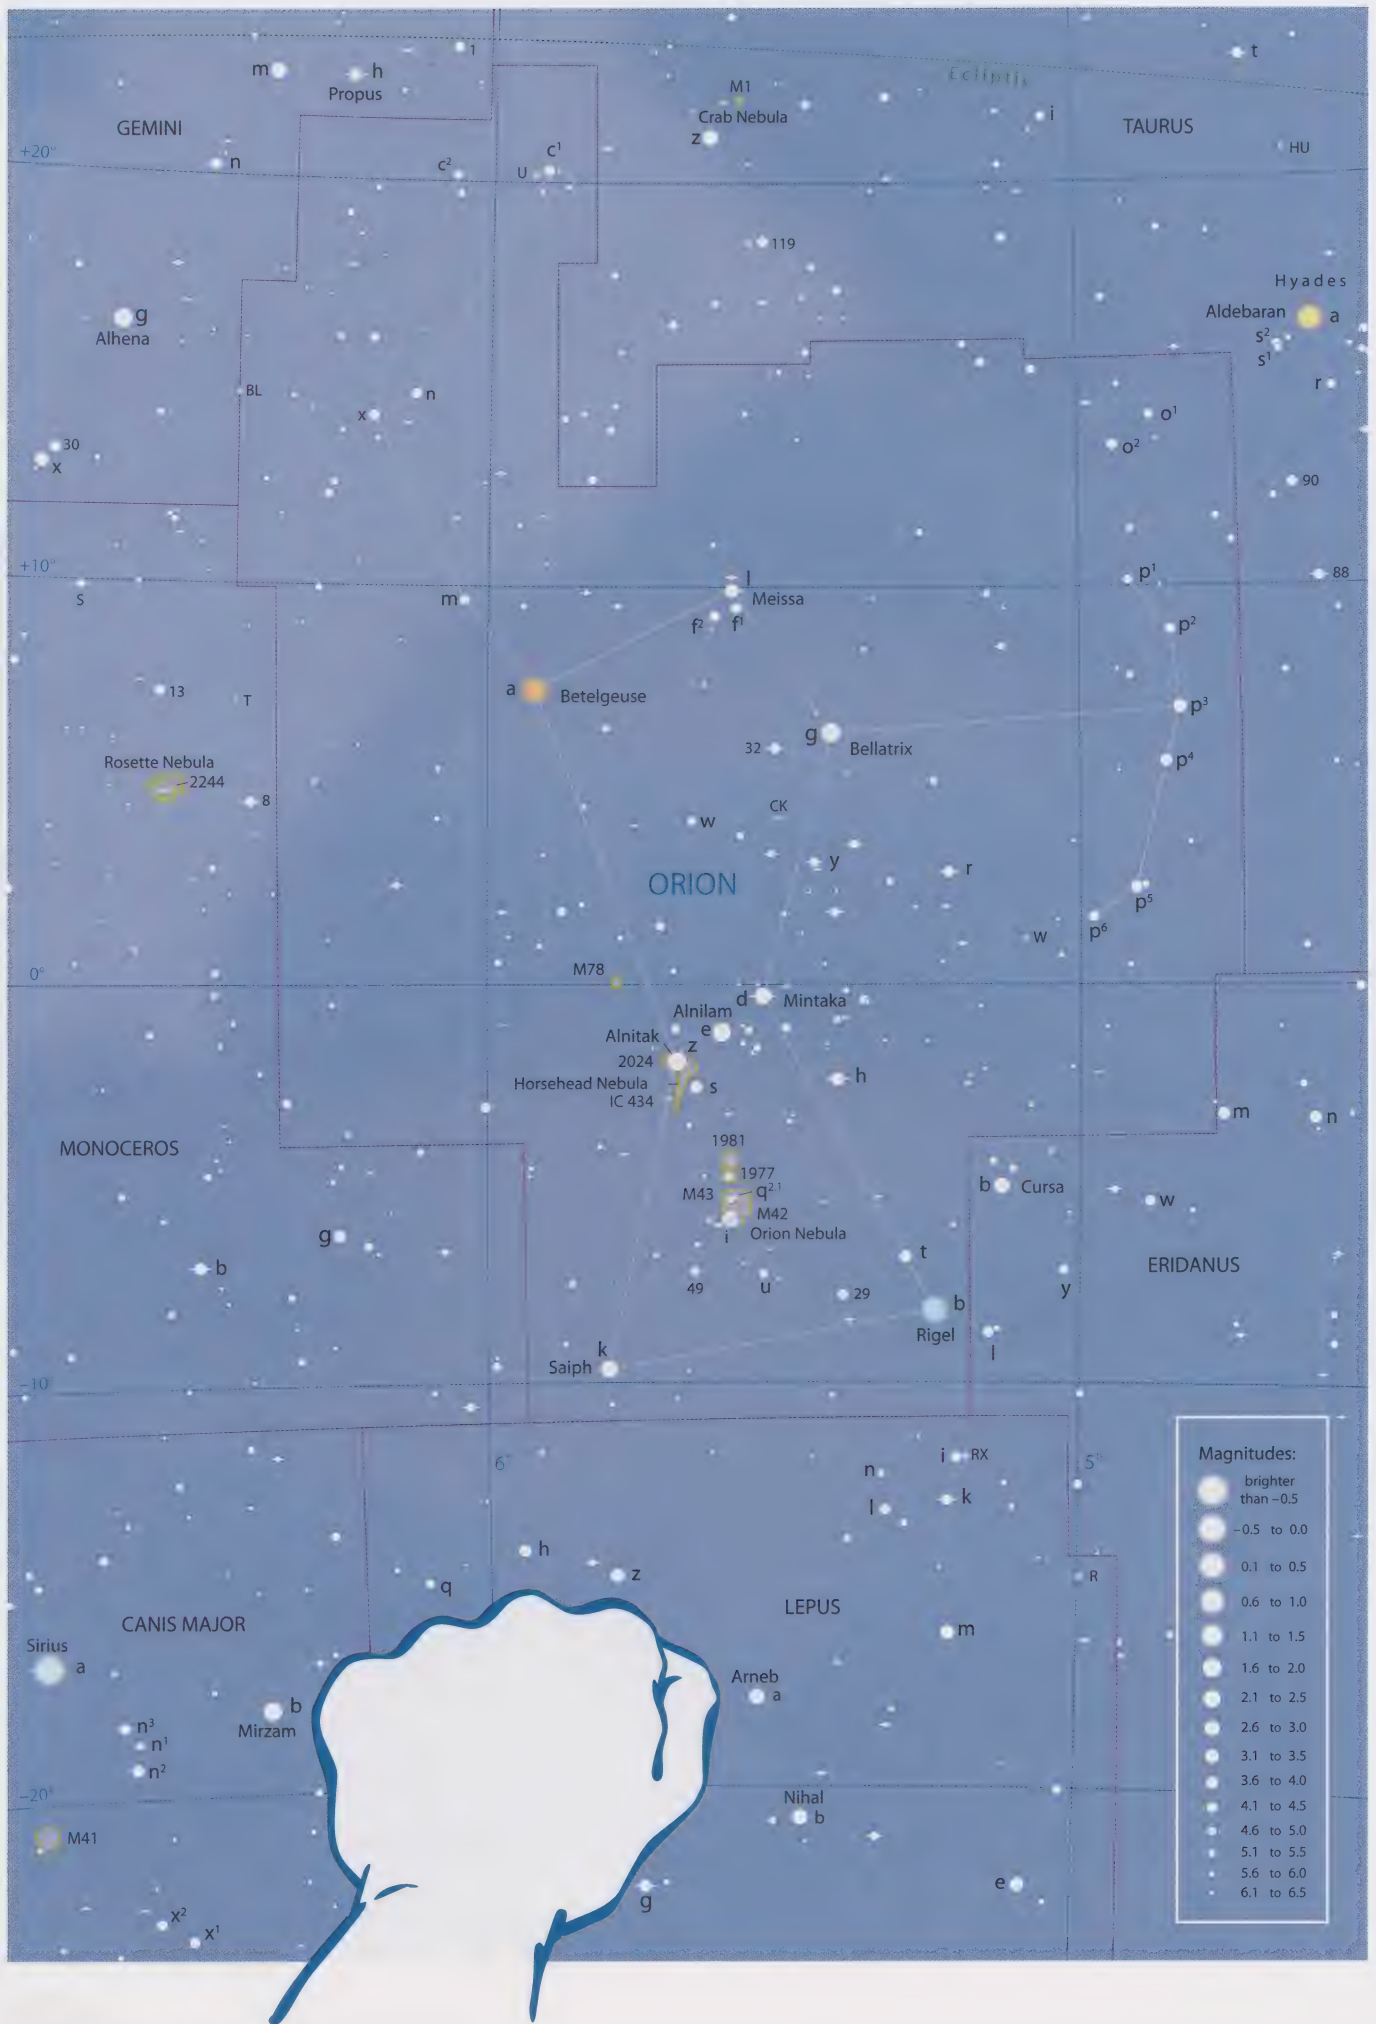 1
t
m
h
Propus
Ecliptic
M1
Crab Nebula
i
GEMINI
TAURUS
z
HU
+20°
n
c²
U
c¹
119
Hyades
g
Alhena
Aldebaran
a
s²
s¹
r
BL
n
x
o¹
o²
30
x
90
+10°
S
m
l
Meissa
f²
f¹
p¹
88
p²
13
T
a
Betelgeuse
p³
g
Bellatrix
32
p⁴
Rosette Nebula
2244
8
CK
w
y
r
ORION
p⁵
p⁶
W
0°
M78
d
Mintaka
Alnilam
e
Alnitak
z
2024
Horsehead Nebula
IC 434
s
h
m
n
MONOCEROS
1981
1977
M43
q²·¹
M42
i
Orion Nebula
b
Cursa
w
g
b
t
ERIDANUS
49
u
29
y
b
Rigel
l
k
Saiph
-10
6ʰ
5ʰ
n
i
RX
l
k
h
q
z
R
CANIS MAJOR
LEPUS
m
Sirius
a
b
Mirzam
Arneb
a
n³
n¹
n²
-20°
Nihal
b
M41
g
e
x²
x¹
Magnitudes:
brighter
than −0.5
−0.5 to 0.0
0.1 to 0.5
0.6 to 1.0
1.1 to 1.5
1.6 to 2.0
2.1 to 2.5
2.6 to 3.0
3.1 to 3.5
3.6 to 4.0
4.1 to 4.5
4.6 to 5.0
5.1 to 5.5
5.6 to 6.0
6.1 to 6.5